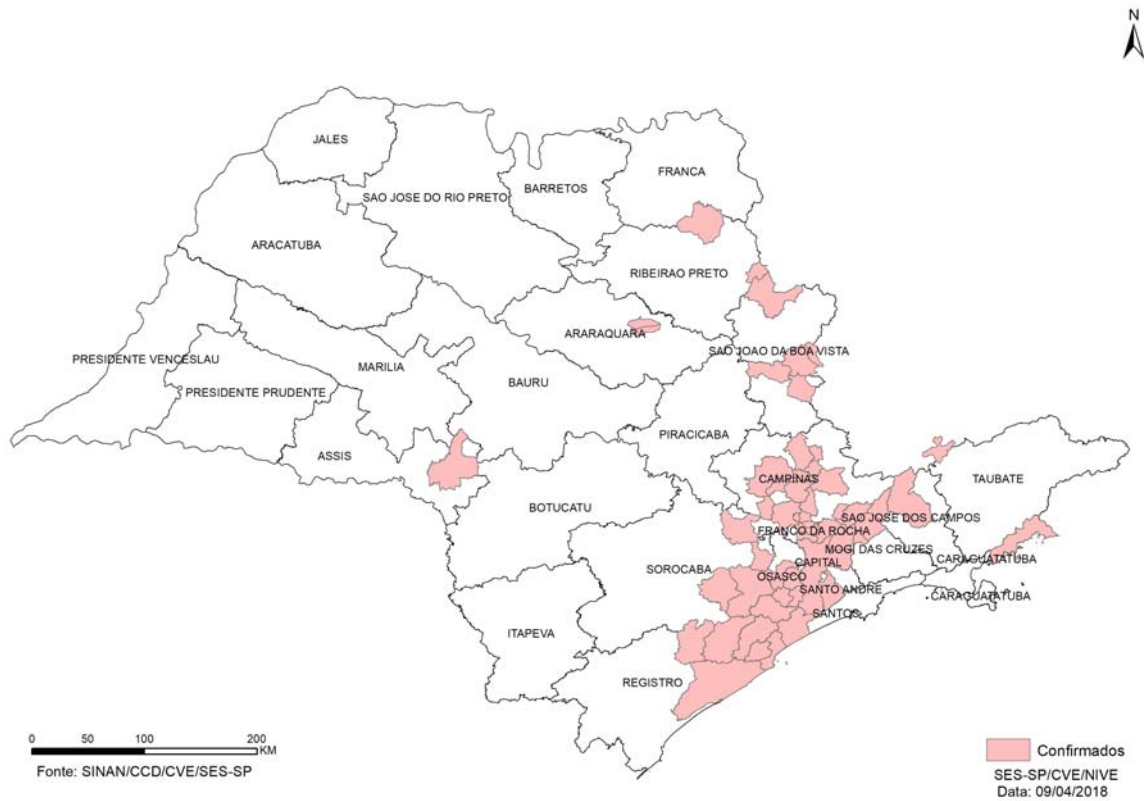 N
JALES
FRANCA
SAO JOSE DO RIO PRETO
BARRETOS
ARACATUBA
RIBEIRAO PRETO
ARARAQUARA
SAO JOAO DA BOA VISTA
PRESIDENTE VENCESLAU
MARILIA
BAURU
PRESIDENTE PRUDENTE
PIRACICABA
ASSIS
CAMPINAS
TAUBATE
BOTUCATU
SAO JOSE DOS CAMPOS
FRANCO DA ROCHA
MOGI DAS CRUZES
CAPITAL
CARAGUATATUBA
SOROCABA
OSASCO
SANTO ANDRE
CARAGUATATUBA
SANTOS
ITAPEVA
REGISTRO
0 50 100 200
KM
Fonte: SINAN/CCD/CVE/SES-SP
Confirmados
SES-SP/CVE/NIVE
Data: 09/04/2018